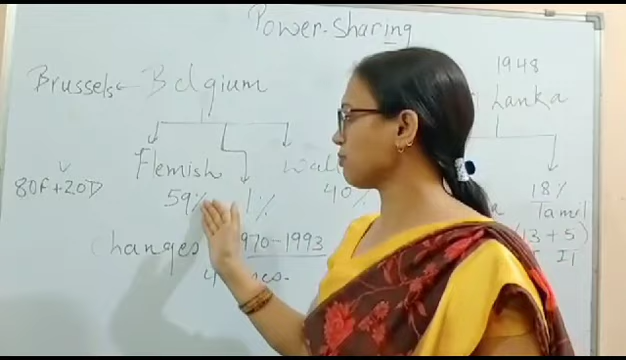 Power-Sharing
1948
Brussels← Belgium
Lanka
Flemish
80F+20D
59% 1% 40%
18%
Tamil
(13+5)
Changes 1970-1993